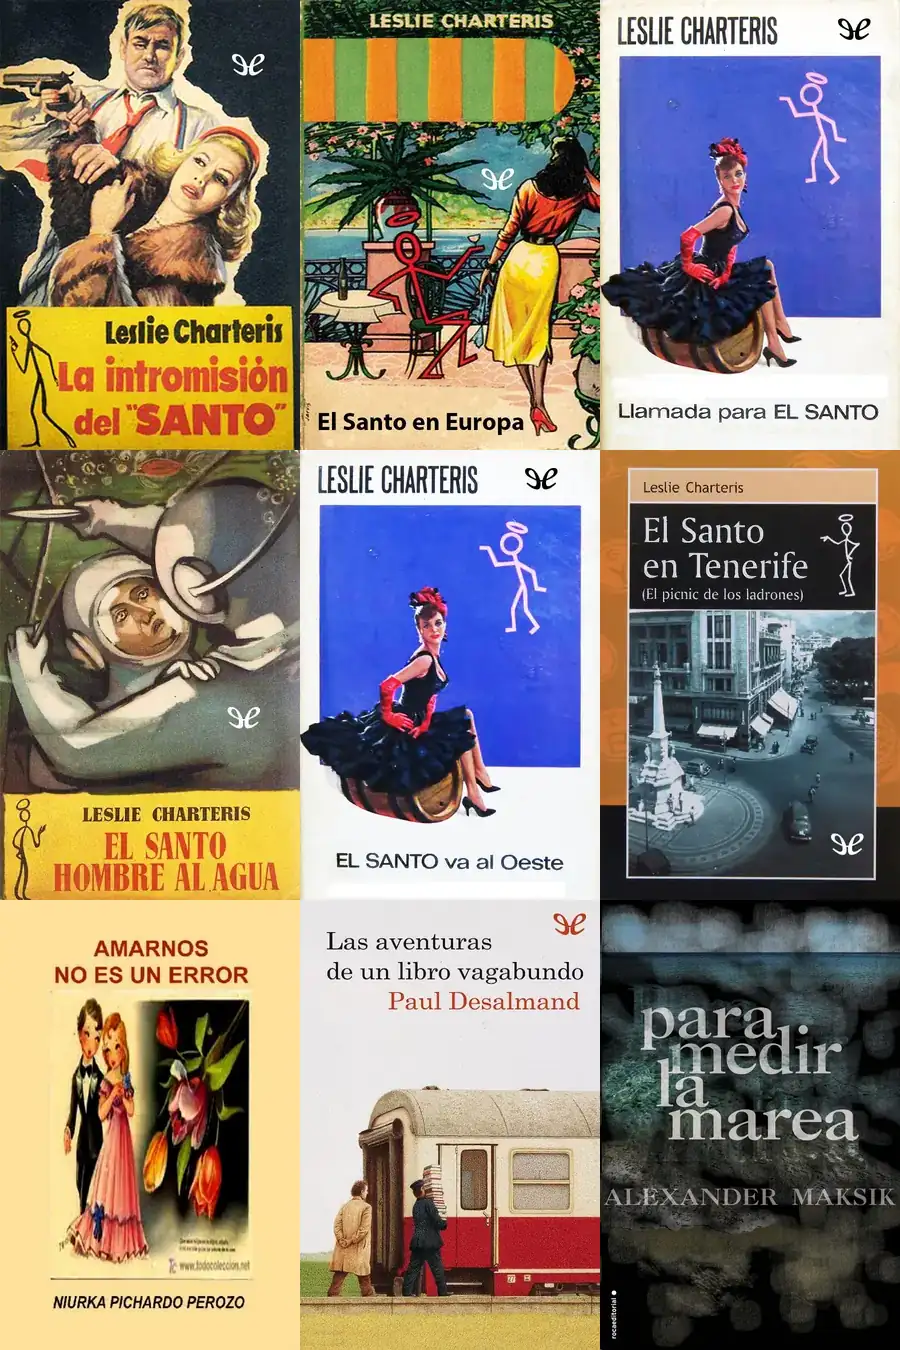 Leslie Charteris
La intromisión
del "SANTO"
LESLIE CHARTERIS
El Santo en Europa
LESLIE CHARTERIS
Llamada para EL SANTO
LESLIE CHARTERIS
EL SANTO
HOMBRE AL AGUA
LESLIE CHARTERIS
EL SANTO va al Oeste
Leslie Charteris
El Santo
en Tenerife
(El picnic de los ladrones)
AMARNOS
NO ES UN ERROR
www.todocoleccion.net
NIURKA PICHARDO PEROZO
Las aventuras
de un libro vagabundo
Paul Desalmand
22
para
medir
la
marea
ALEXANDER MAKSIK
rocaeditorial